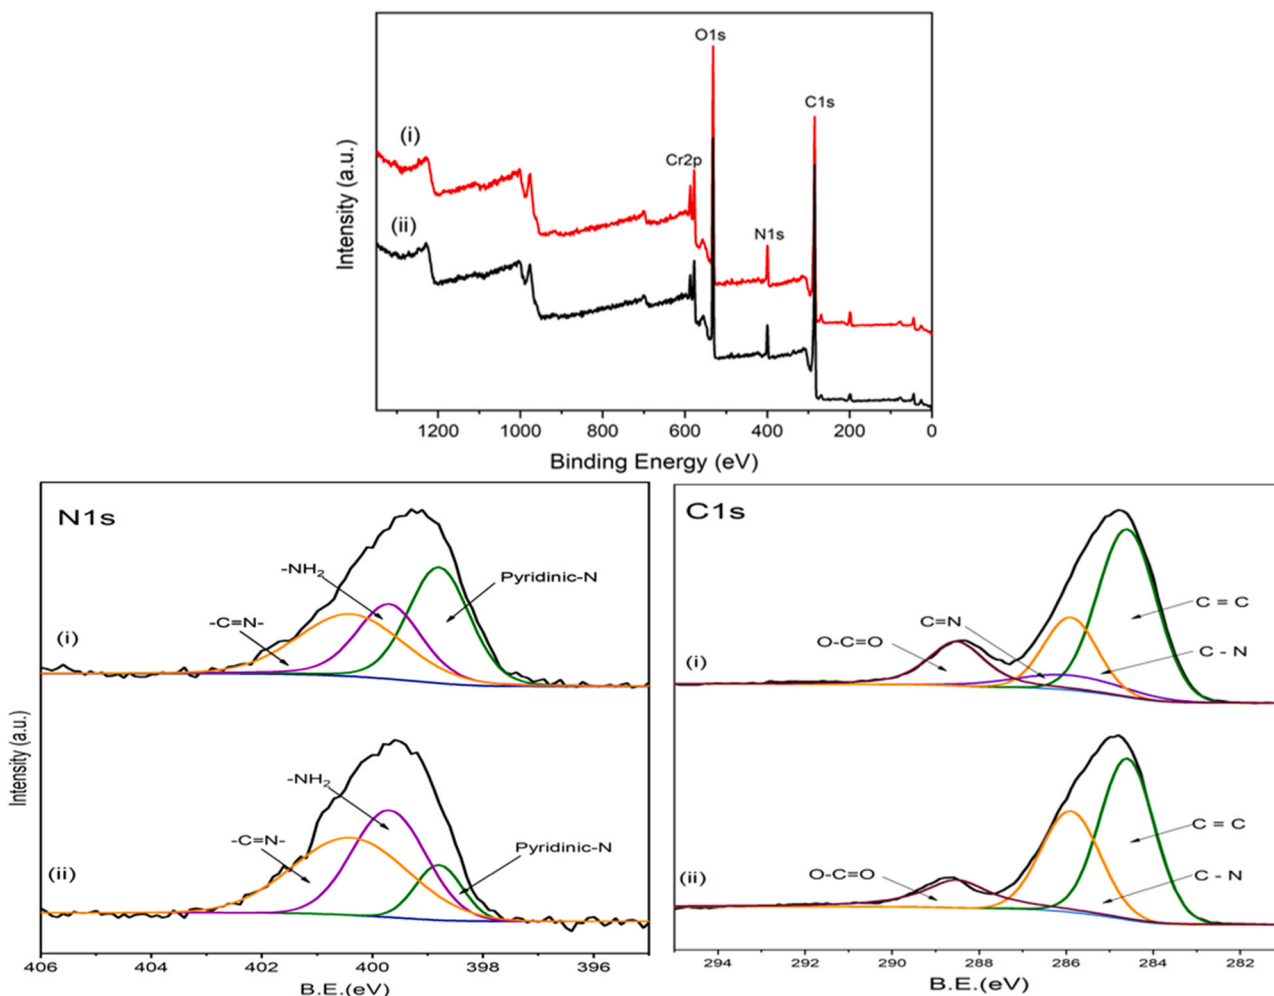 O1s
C1s
(i)
Cr2p
(ii)
N1s
Intensity (a.u.)
1200 1000 800 600 400 200 0
Binding Energy (eV)
N1s
-NH₂
Pyridinic-N
-C=N-
(i)
-NH₂
-C=N-
Pyridinic-N
(ii)
Intensity (a.u.)
406 404 402 400 398 396
B.E.(eV)
C1s
C = C
C=N
O-C=O
C - N
(i)
C = C
O-C=O
C - N
(ii)
294 292 290 288 286 284 282
B.E.(eV)